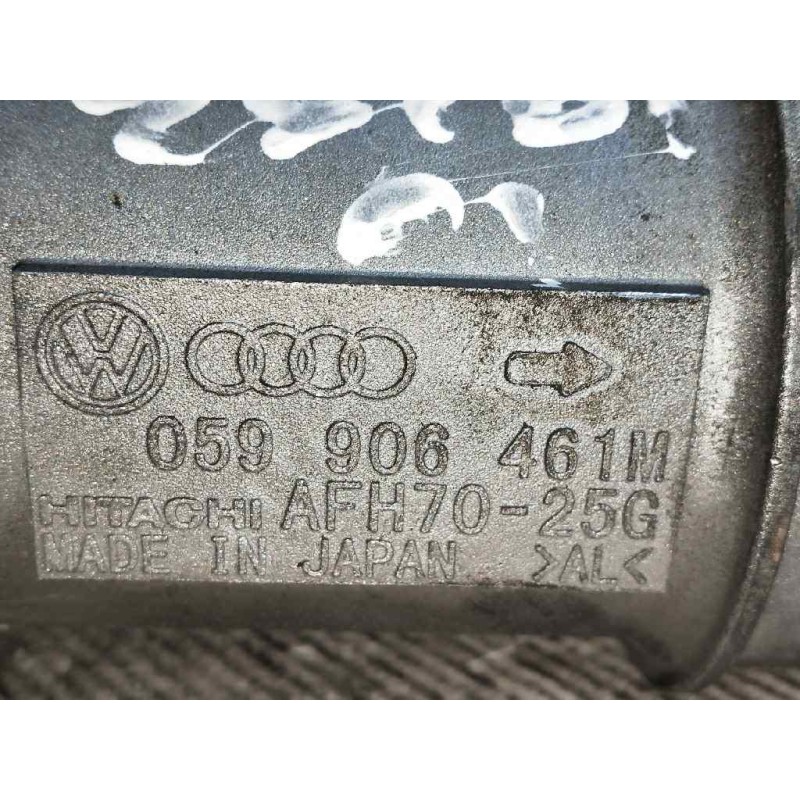 059 906 461M
HITACHI AFH70-25G
MADE IN JAPAN >AL<